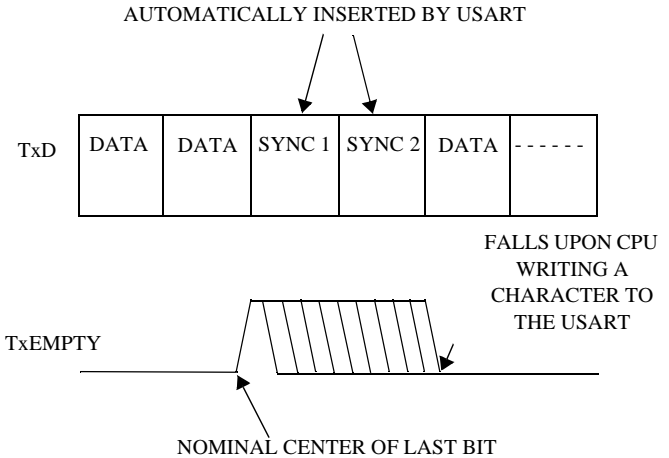 AUTOMATICALLY INSERTED BY USART
TxD
DATA
DATA
SYNC 1
SYNC 2
DATA
- - - - - -
FALLS UPON CPU
WRITING A
CHARACTER TO
THE USART
TxEMPTY
NOMINAL CENTER OF LAST BIT